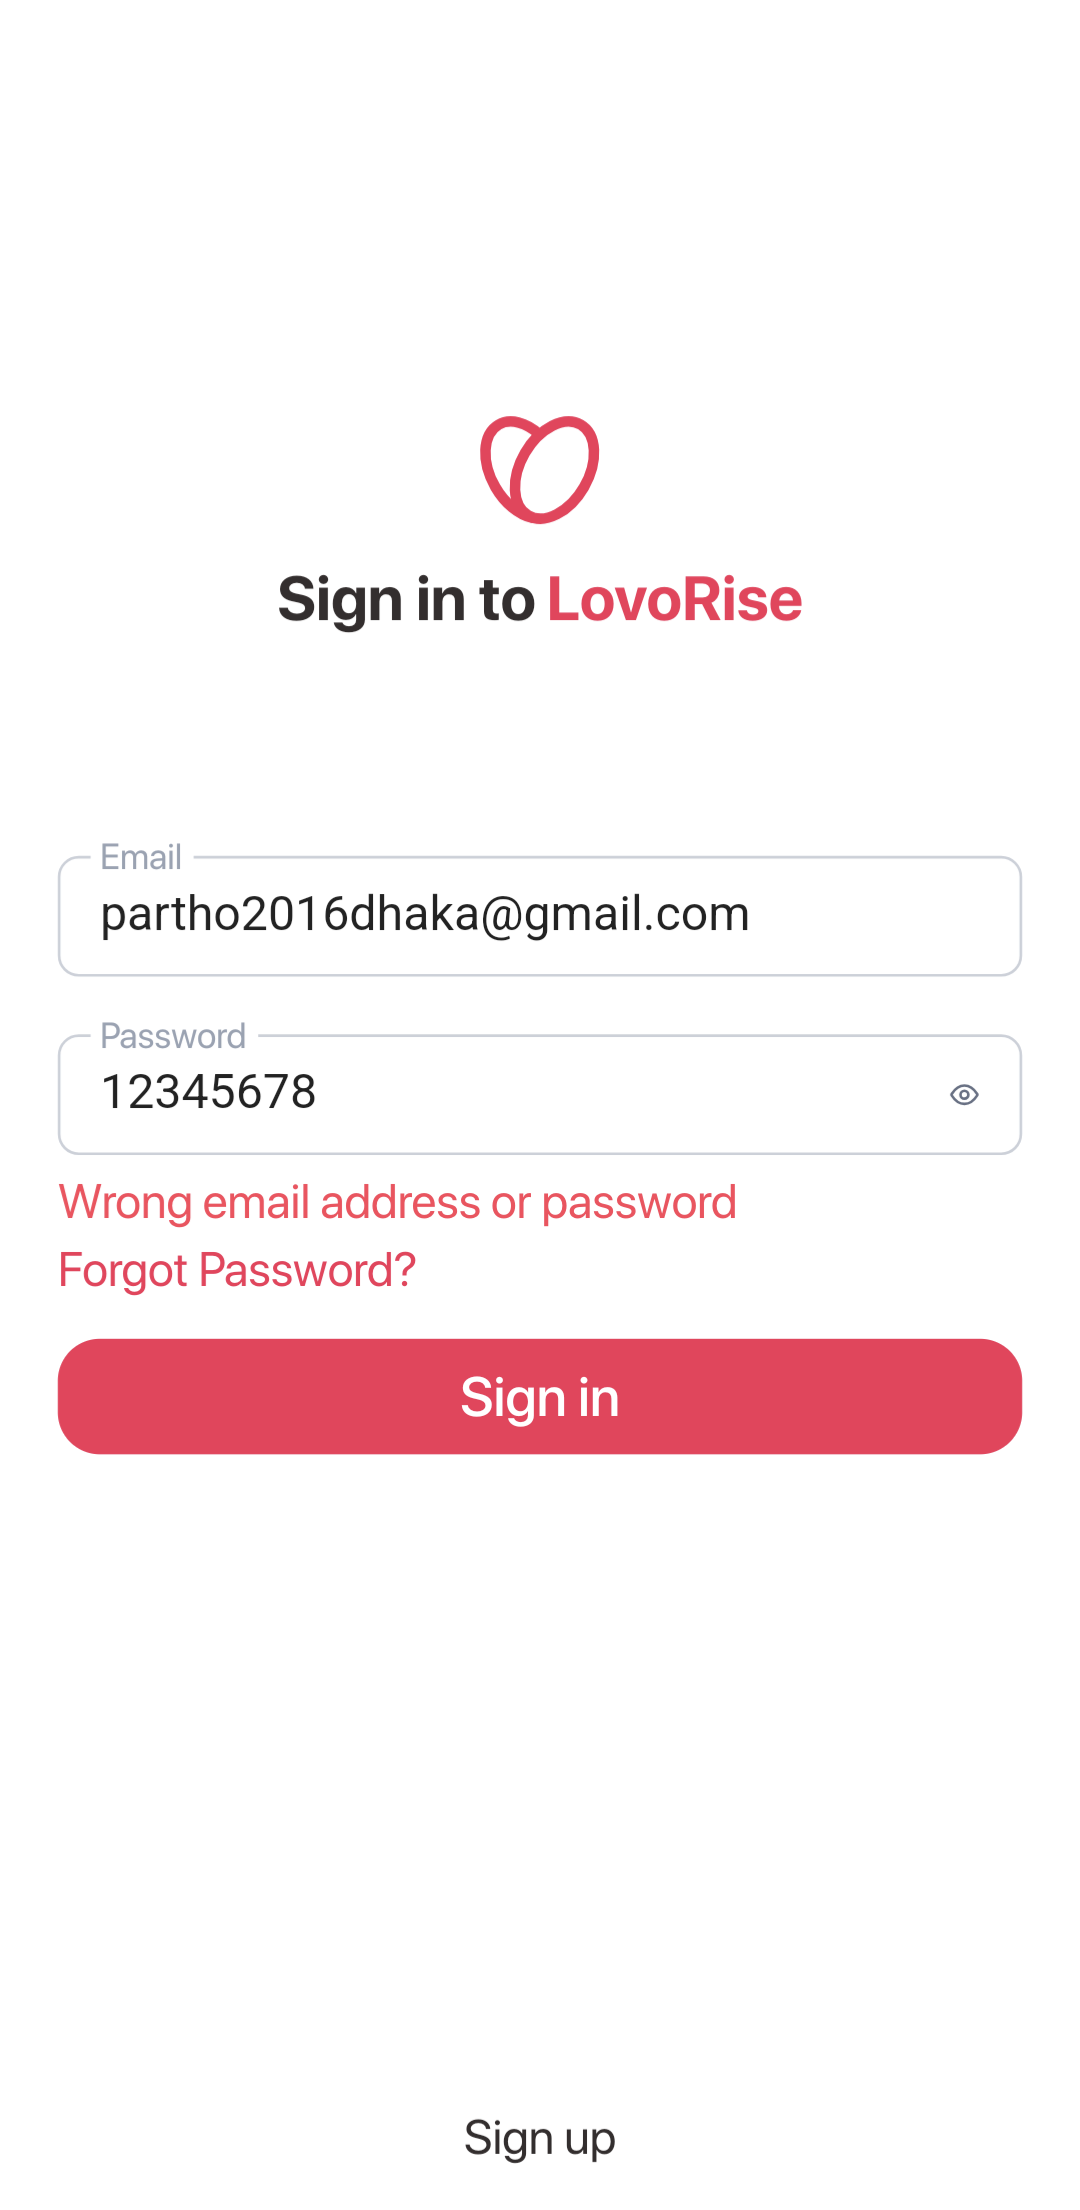 Sign in to LovoRise
Email
partho2016dhaka@gmail.com
Password
12345678
Wrong email address or password
Forgot Password?
Sign in
Sign up